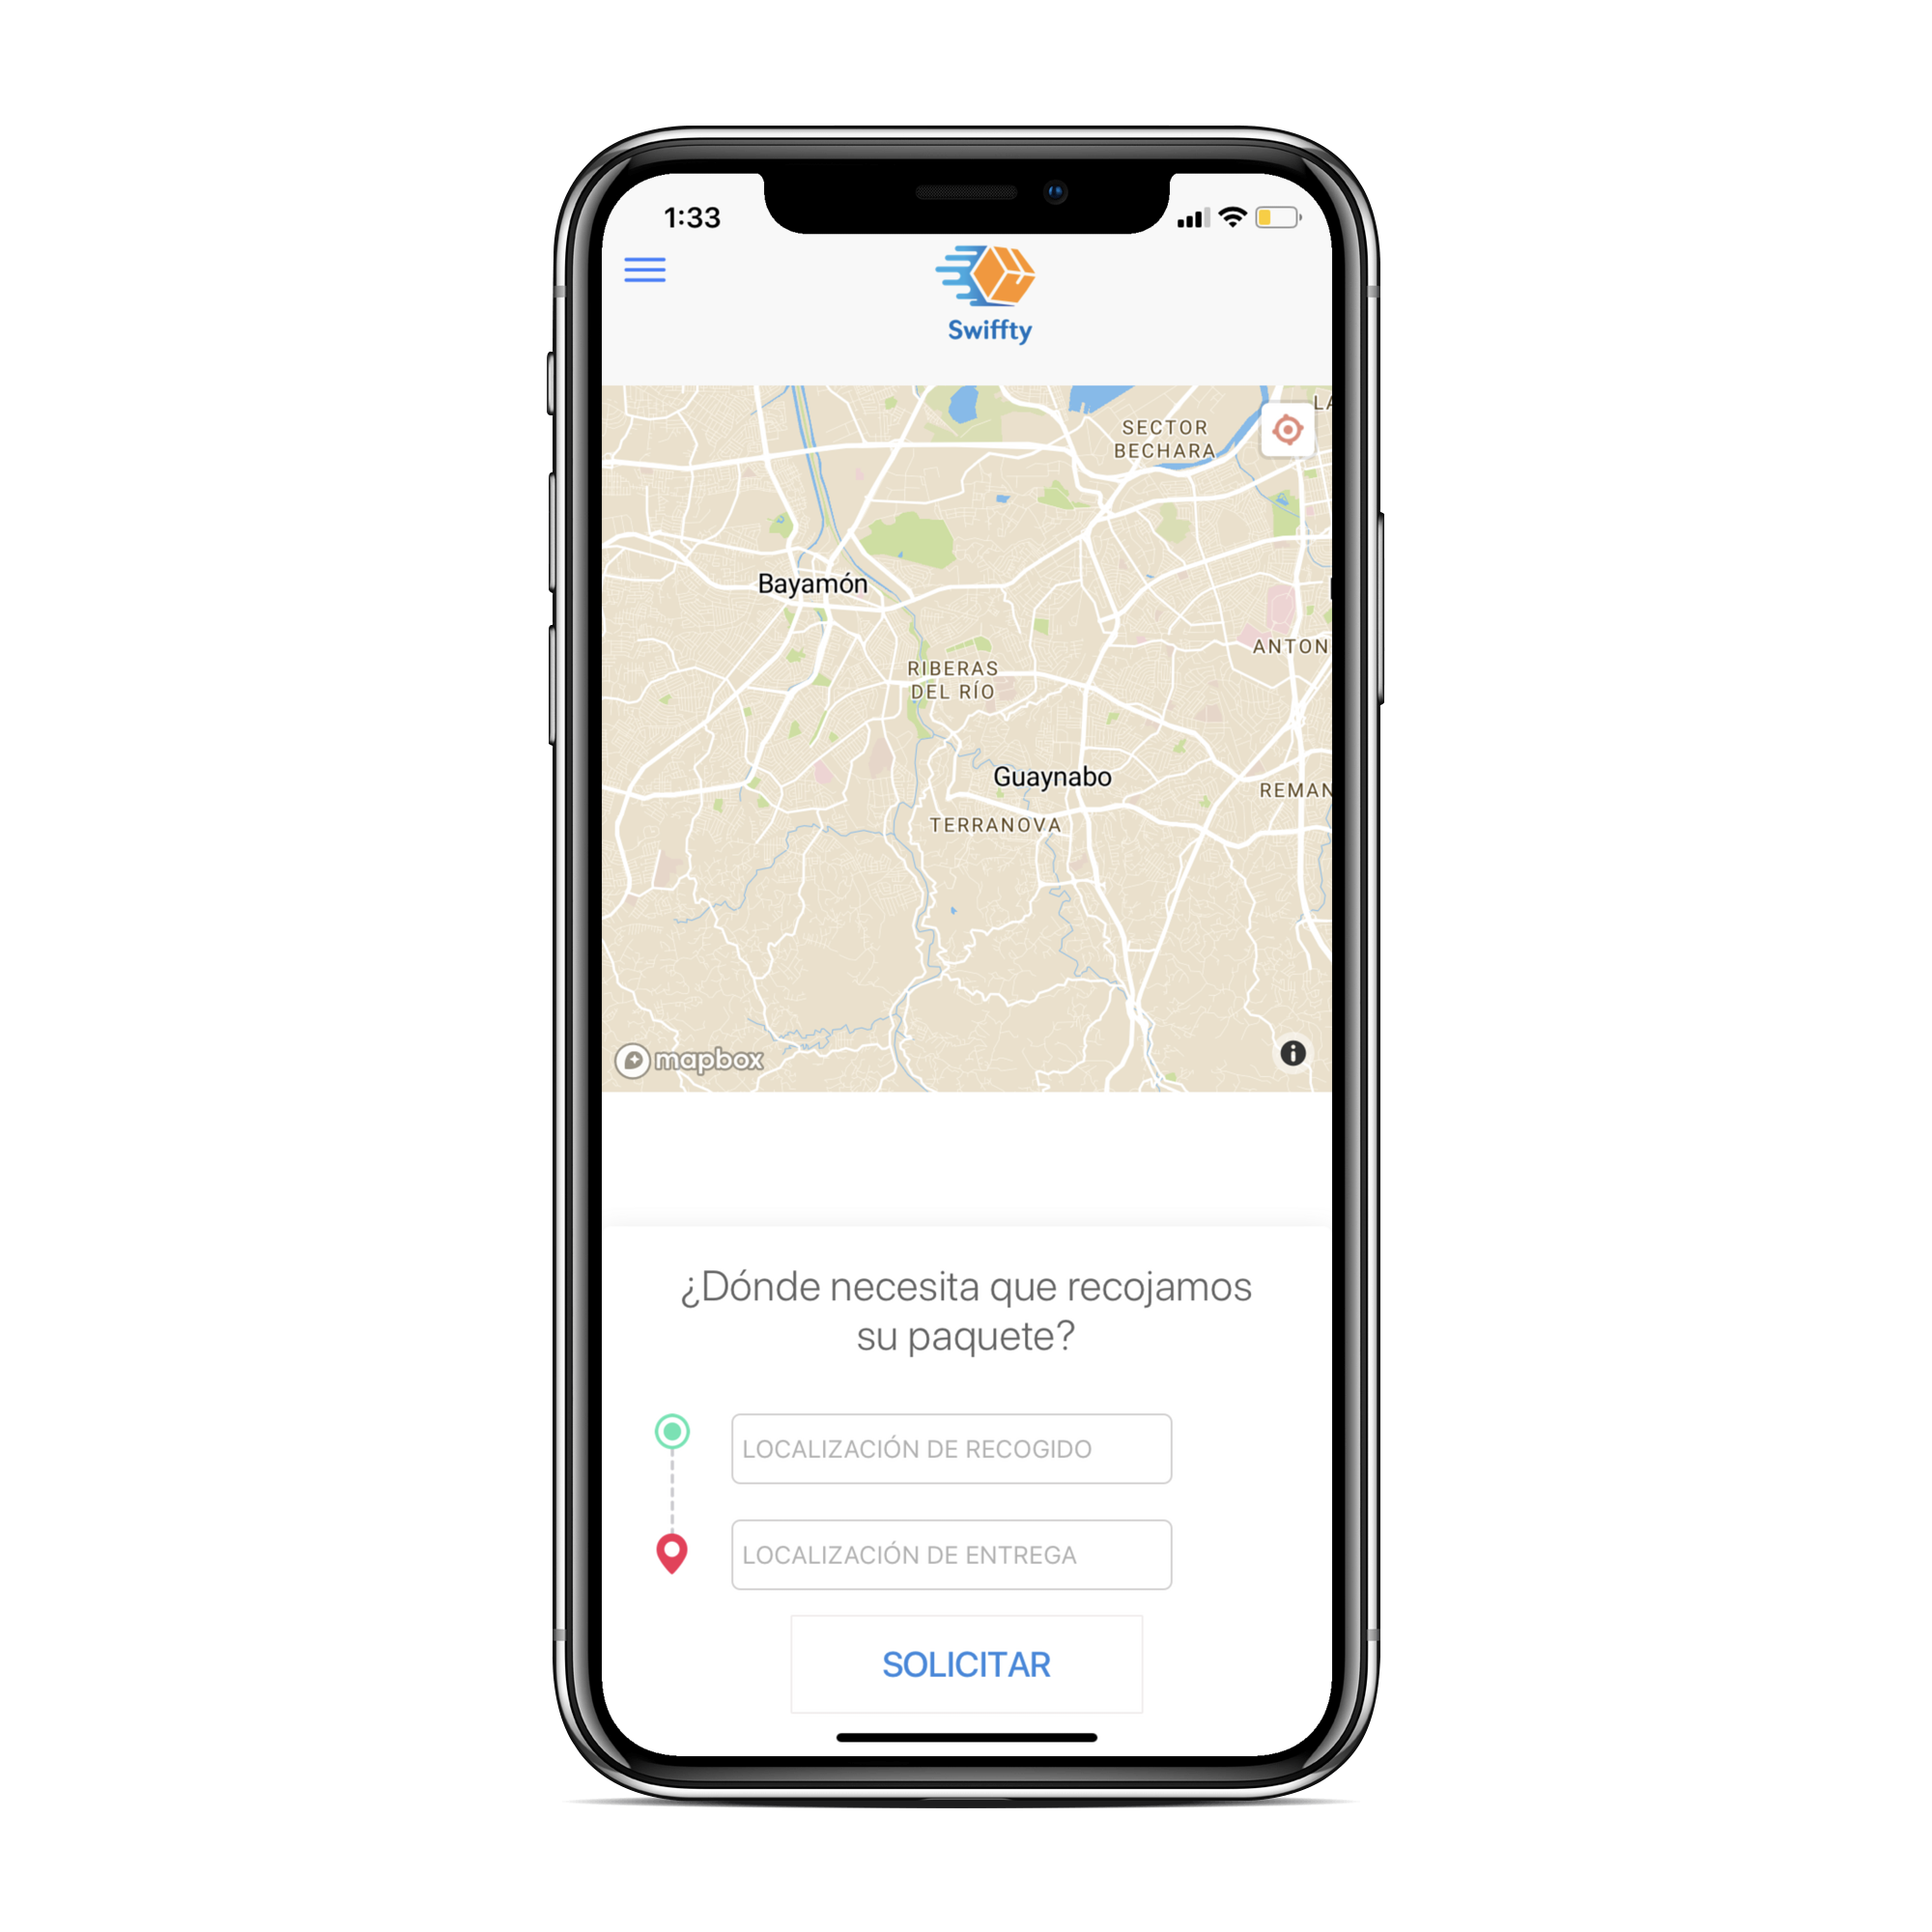 1:33
Swiffty
LA
SECTOR
BECHARA
Bayamón
ANTON
RIBERAS
DEL RÍO
Guaynabo
REMAN
TERRANOVA
mapbox
¿Dónde necesita que recojamos
su paquete?
LOCALIZACIÓN DE RECOGIDO
LOCALIZACIÓN DE ENTREGA
SOLICITAR